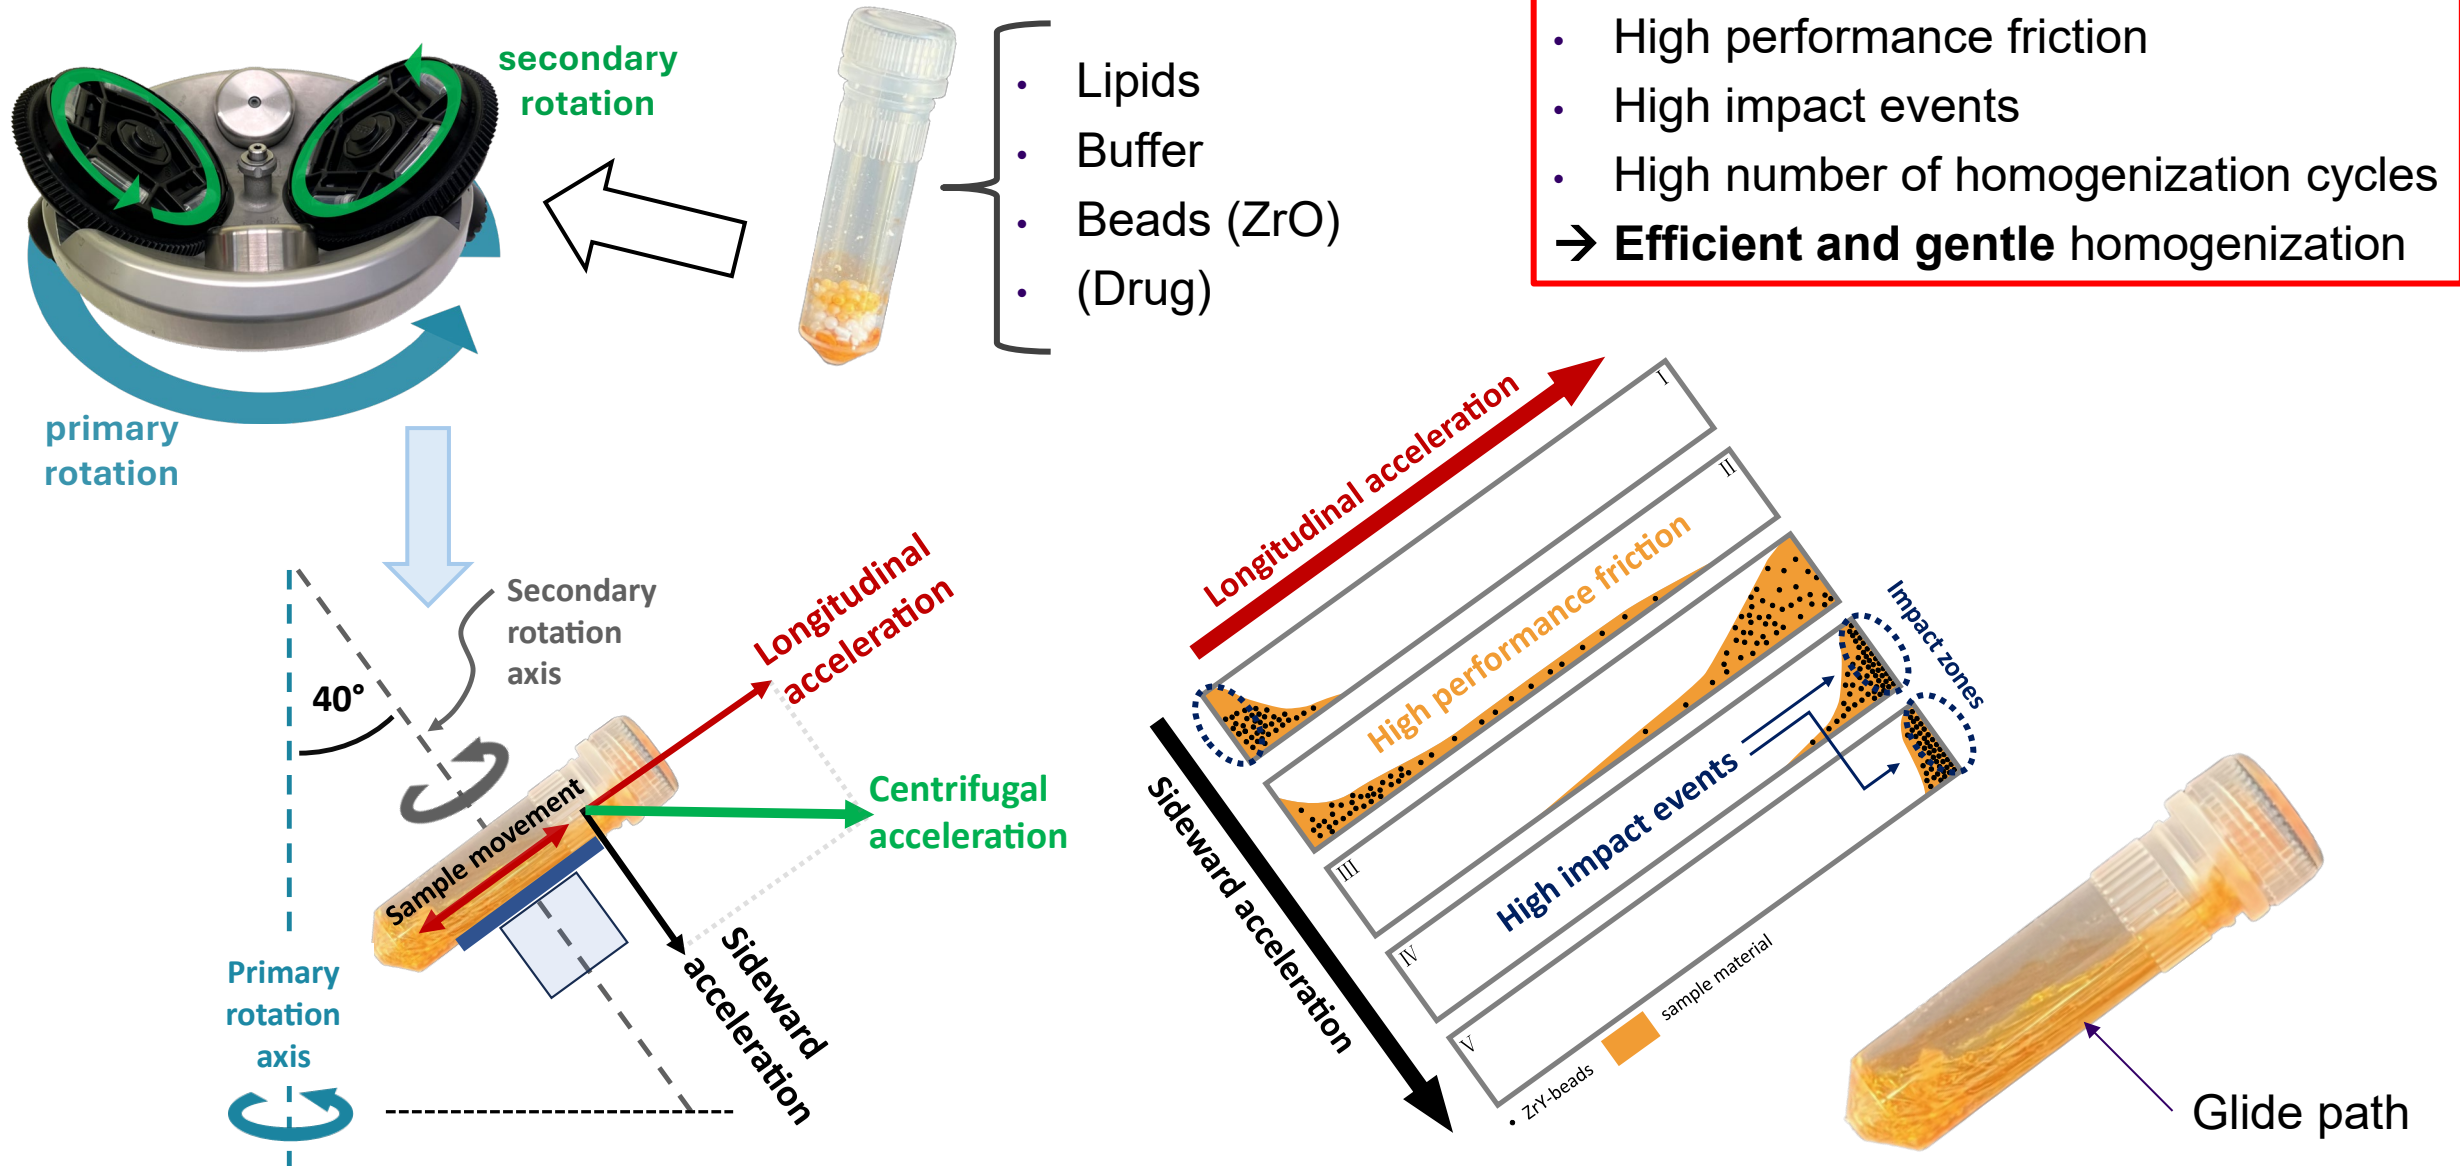 secondary
rotation
primary
rotation
• Lipids
• Buffer
• Beads (ZrO)
• (Drug)
• High performance friction
• High impact events
• High number of homogenization cycles
→ Efficient and gentle homogenization
Secondary
rotation
axis
40°
Longitudinal
acceleration
Centrifugal
acceleration
Sample movement
Sideward
acceleration
Primary
rotation
axis
Longitudinal acceleration
Sideward acceleration
I
II
High performance friction
III
Impact zones
High impact events
IV
V
sample material
• ZrY-beads
Glide path